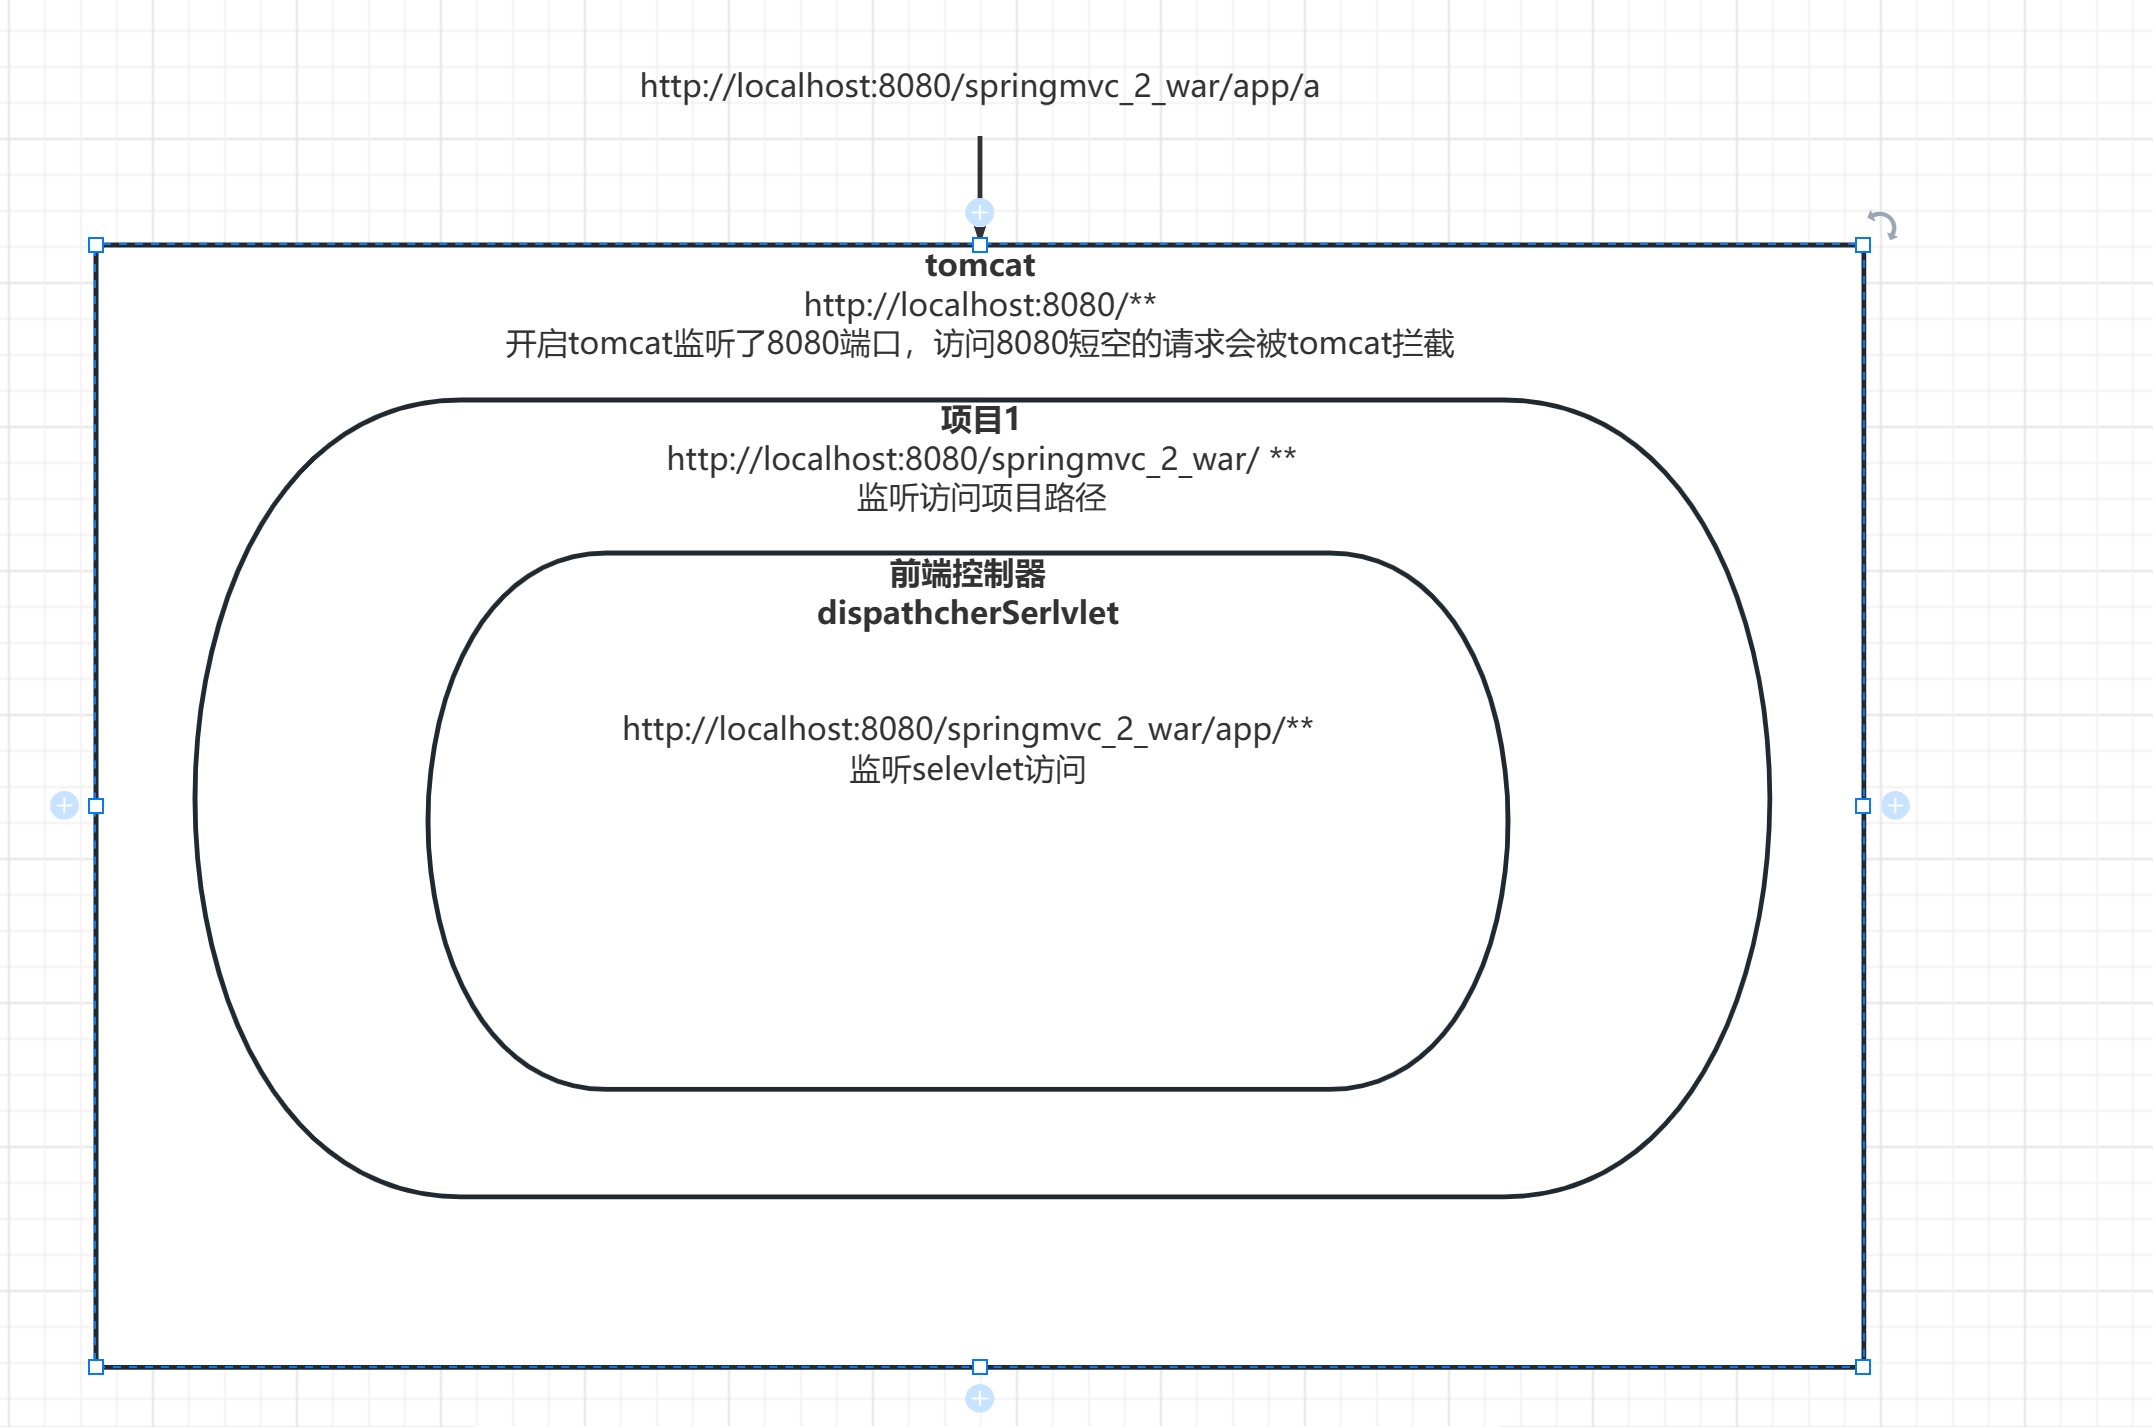 http://localhost:8080/springmvc_2_war/app/a
tomcat
http://localhost:8080/**
开启tomcat监听了8080端口，访问8080短空的请求会被tomcat拦截
项目1
http://localhost:8080/springmvc_2_war/ **
监听访问项目路径
前端控制器
dispathcherSerlvlet
http://localhost:8080/springmvc_2_war/app/**
监听selevlet访问